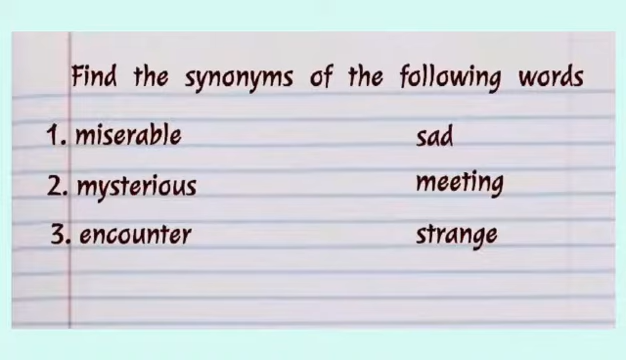 Find the synonyms of the following words
1. miserable sad
2. mysterious meeting
3. encounter strange